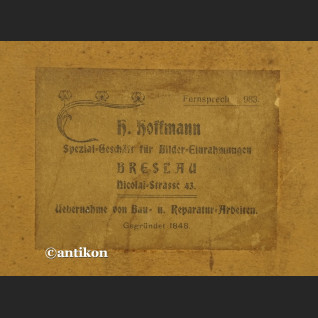 Fernsprech 983
H. Hoffmann
Spezial-Geschäft für Bilder-Einrahmungen
BRESLAU
Nicolai-Strasse 43.
Uebernahme von Bau- u. Reparatur-Arbeiten.
Gegründet 1848
©antikon